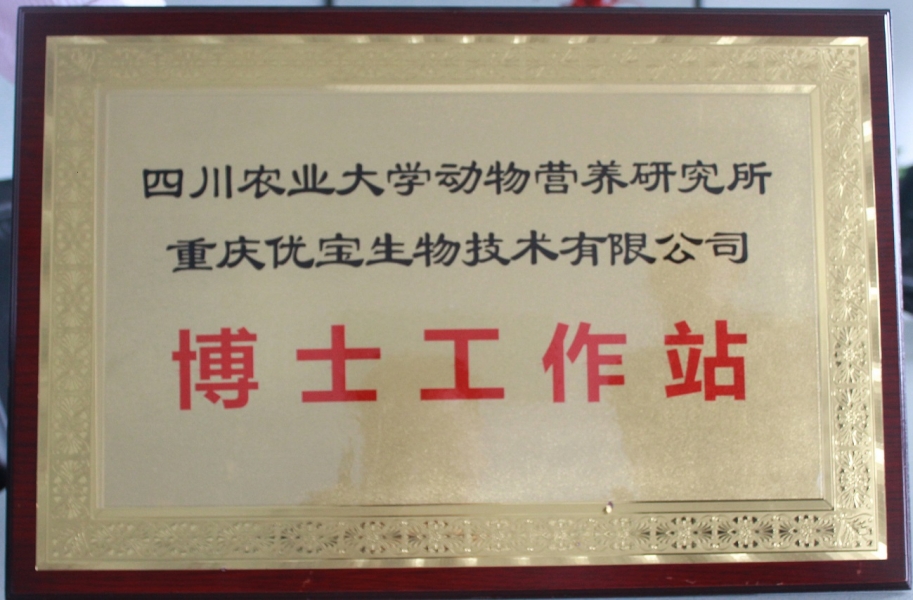 四川农业大学动物营养研究所
重庆优宝生物技术有限公司
博士工作站